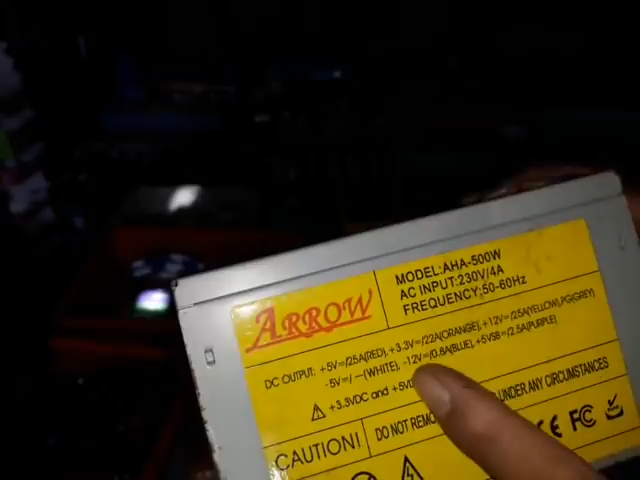 ARROW
MODEL:AHA-500W
AC INPUT:230V/4A
FREQUENCY:50-60Hz
DC OUTPUT: +5V=/25A(RED),+3.3V=/22A(ORANGE),+12V=/25A(YELLOW),PG(GREY)
-5V=/—(WHITE), -12V=/0.8A(BLUE),+5VSB=/2.5A(PURPLE)
+3.3VDC and +5VD
CAUTION!
DO NOT REMO UNDER ANY CIRCUMSTANCES
CE FC